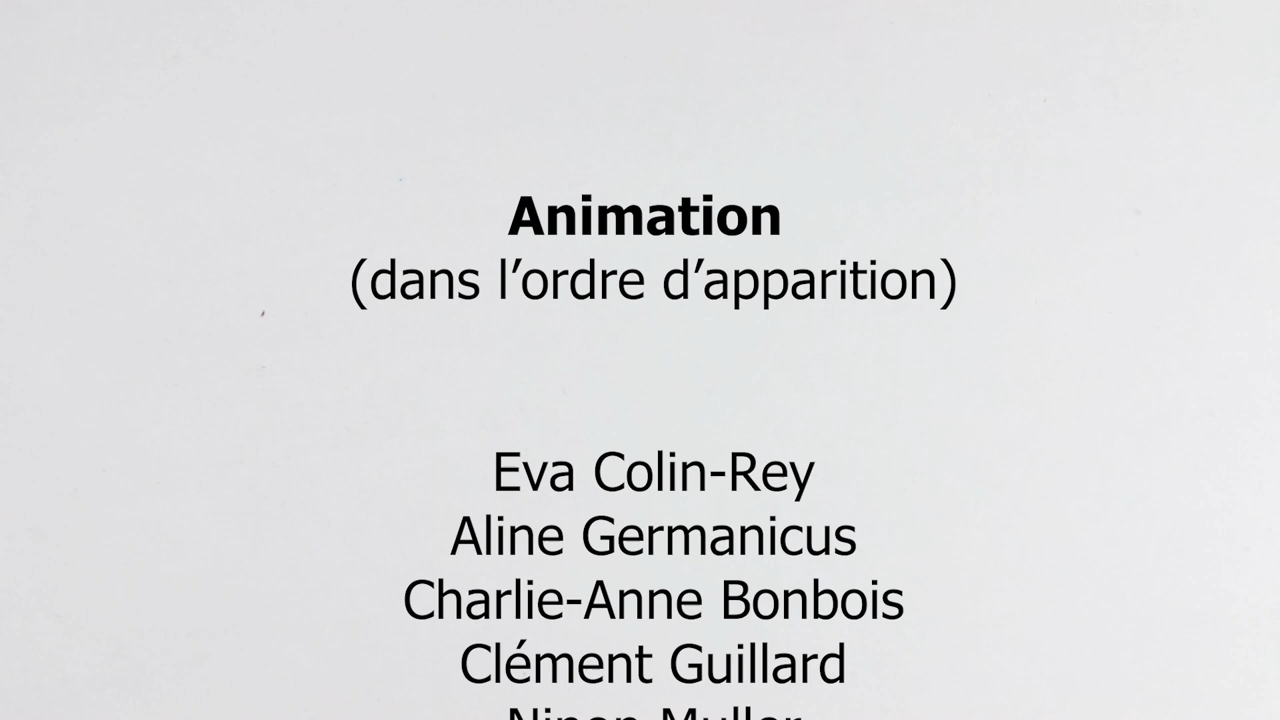 Animation
(dans l’ordre d’apparition)
Eva Colin-Rey
Aline Germanicus
Charlie-Anne Bonbois
Clément Guillard